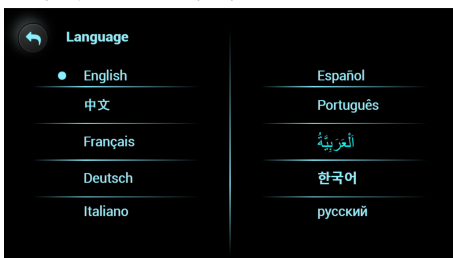 Language
English
中文
Français
Deutsch
Italiano
Español
Português
اَلْعَرَبِيَّةُ
한국어
русский